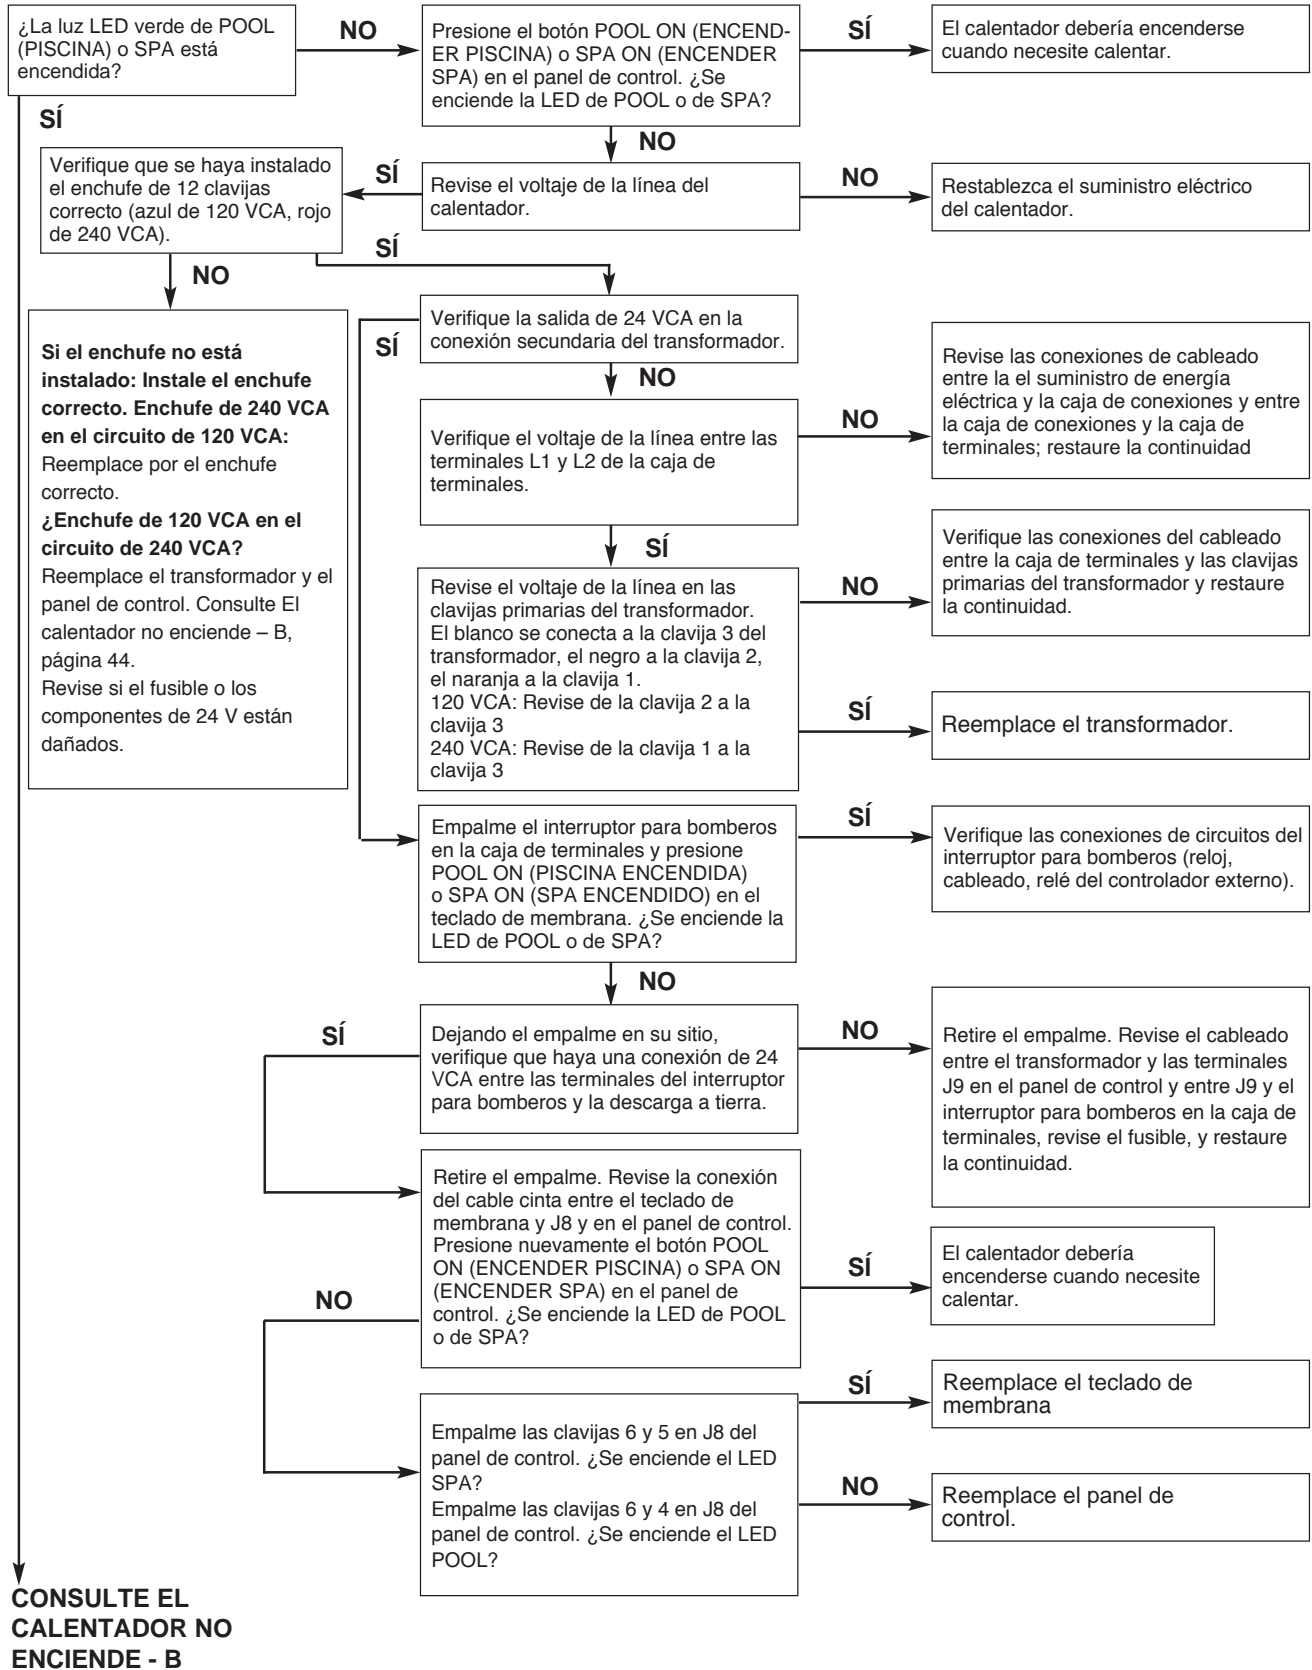 ¿La luz LED verde de POOL
(PISCINA) o SPA está
encendida?
NO
Presione el botón POOL ON (ENCEND-
ER PISCINA) o SPA ON (ENCENDER
SPA) en el panel de control. ¿Se
enciende la LED de POOL o de SPA?
SÍ
El calentador debería encenderse
cuando necesite calentar.
SÍ
NO
Verifique que se haya instalado
el enchufe de 12 clavijas
correcto (azul de 120 VCA, rojo
de 240 VCA).
SÍ
Revise el voltaje de la línea del
calentador.
NO
Restablezca el suministro eléctrico
del calentador.
SÍ
NO
Si el enchufe no está
instalado: Instale el enchufe
correcto. Enchufe de 240 VCA
en el circuito de 120 VCA:
Reemplace por el enchufe
correcto.
¿Enchufe de 120 VCA en el
circuito de 240 VCA?
Reemplace el transformador y el
panel de control. Consulte El
calentador no enciende – B,
página 44.
Revise si el fusible o los
componentes de 24 V están
dañados.
SÍ
Verifique la salida de 24 VCA en la
conexión secundaria del transformador.
NO
Verifique el voltaje de la línea entre las
terminales L1 y L2 de la caja de
terminales.
NO
Revise las conexiones de cableado
entre la el suministro de energía
eléctrica y la caja de conexiones y entre
la caja de conexiones y la caja de
terminales; restaure la continuidad
SÍ
Revise el voltaje de la línea en las
clavijas primarias del transformador.
El blanco se conecta a la clavija 3 del
transformador, el negro a la clavija 2,
el naranja a la clavija 1.
120 VCA: Revise de la clavija 2 a la
clavija 3
240 VCA: Revise de la clavija 1 a la
clavija 3
NO
Verifique las conexiones del cableado
entre la caja de terminales y las clavijas
primarias del transformador y restaure
la continuidad.
SÍ
Reemplace el transformador.
Empalme el interruptor para bomberos
en la caja de terminales y presione
POOL ON (PISCINA ENCENDIDA)
o SPA ON (SPA ENCENDIDO) en el
teclado de membrana. ¿Se enciende la
LED de POOL o de SPA?
SÍ
Verifique las conexiones de circuitos del
interruptor para bomberos (reloj,
cableado, relé del controlador externo).
NO
SÍ
Dejando el empalme en su sitio,
verifique que haya una conexión de 24
VCA entre las terminales del interruptor
para bomberos y la descarga a tierra.
NO
Retire el empalme. Revise el cableado
entre el transformador y las terminales
J9 en el panel de control y entre J9 y el
interruptor para bomberos en la caja de
terminales, revise el fusible, y restaure
la continuidad.
Retire el empalme. Revise la conexión
del cable cinta entre el teclado de
membrana y J8 y en el panel de control.
Presione nuevamente el botón POOL
ON (ENCENDER PISCINA) o SPA ON
(ENCENDER SPA) en el panel de
control. ¿Se enciende la LED de POOL
o de SPA?
SÍ
El calentador debería
encenderse cuando necesite
calentar.
NO
Empalme las clavijas 6 y 5 en J8 del
panel de control. ¿Se enciende el LED
SPA?
Empalme las clavijas 6 y 4 en J8 del
panel de control. ¿Se enciende el LED
POOL?
SÍ
Reemplace el teclado de
membrana
NO
Reemplace el panel de
control.
CONSULTE EL
CALENTADOR NO
ENCIENDE - B